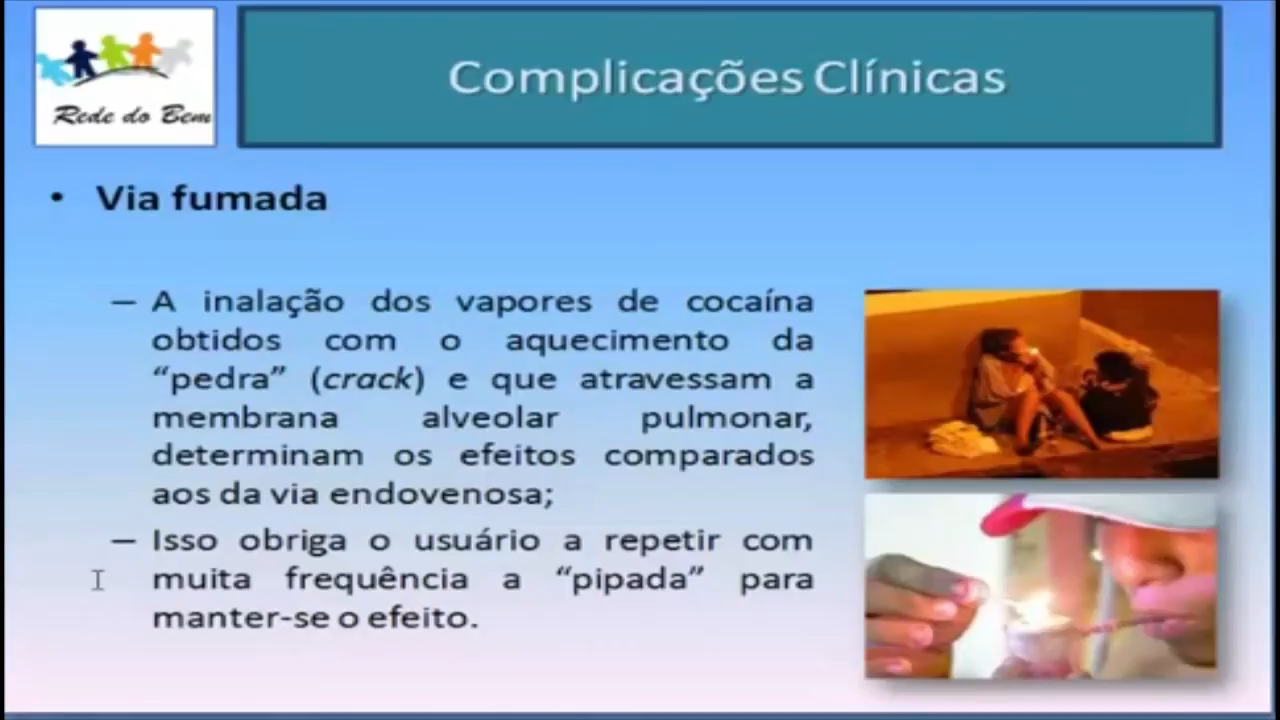 Rede do Bem
Complicações Clínicas
• Via fumada
– A inalação dos vapores de cocaína
obtidos com o aquecimento da
“pedra” (crack) e que atravessam a
membrana alveolar pulmonar,
determinam os efeitos comparados
aos da via endovenosa;
– Isso obriga o usuário a repetir com
muita frequência a “pipada” para
manter-se o efeito.